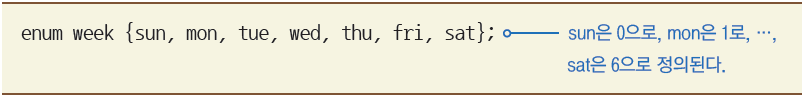 enum week {sun, mon, tue, wed, thu, fri, sat};
sun은 0으로, mon은 1로, …,
sat은 6으로 정의된다.